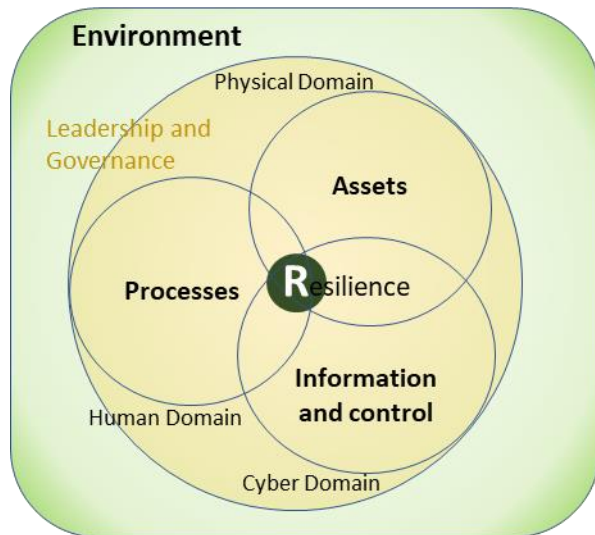 Environment
Physical Domain
Leadership and
Governance
Assets
Processes
Resilience
Information
and control
Human Domain
Cyber Domain